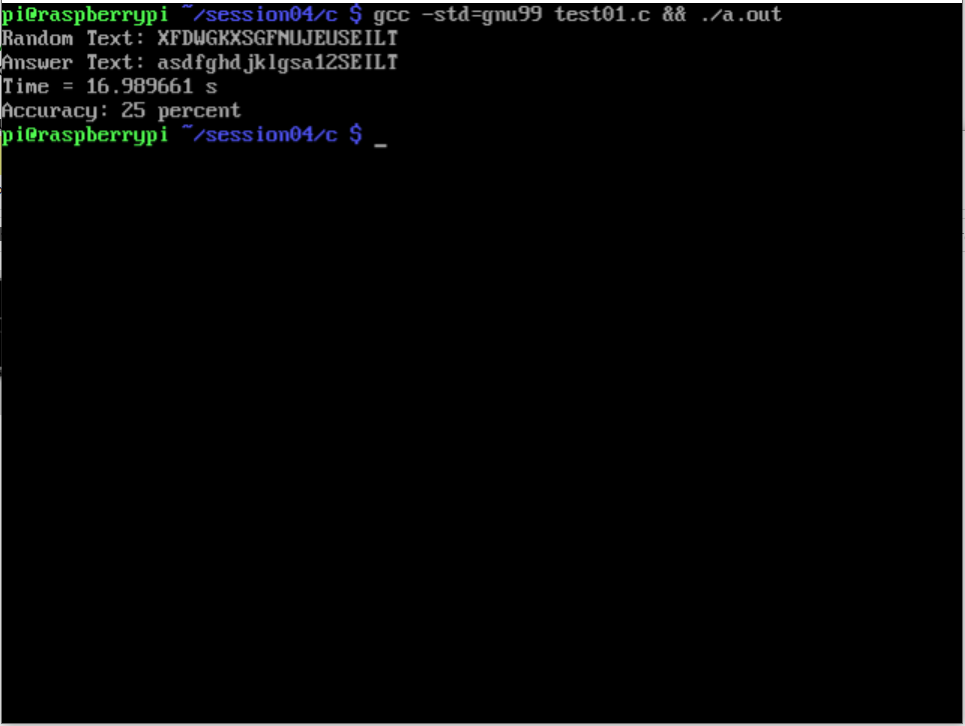 pi@raspberrypi ~/session04/c $ gcc -std=gnu99 test01.c && ./a.out
Random Text: XFDWGKXSGFNUJEUSEILT
Answer Text: asdfghdjklgsa12SEILT
Time = 16.989661 s
Accuracy: 25 percent
pi@raspberrypi ~/session04/c $ _